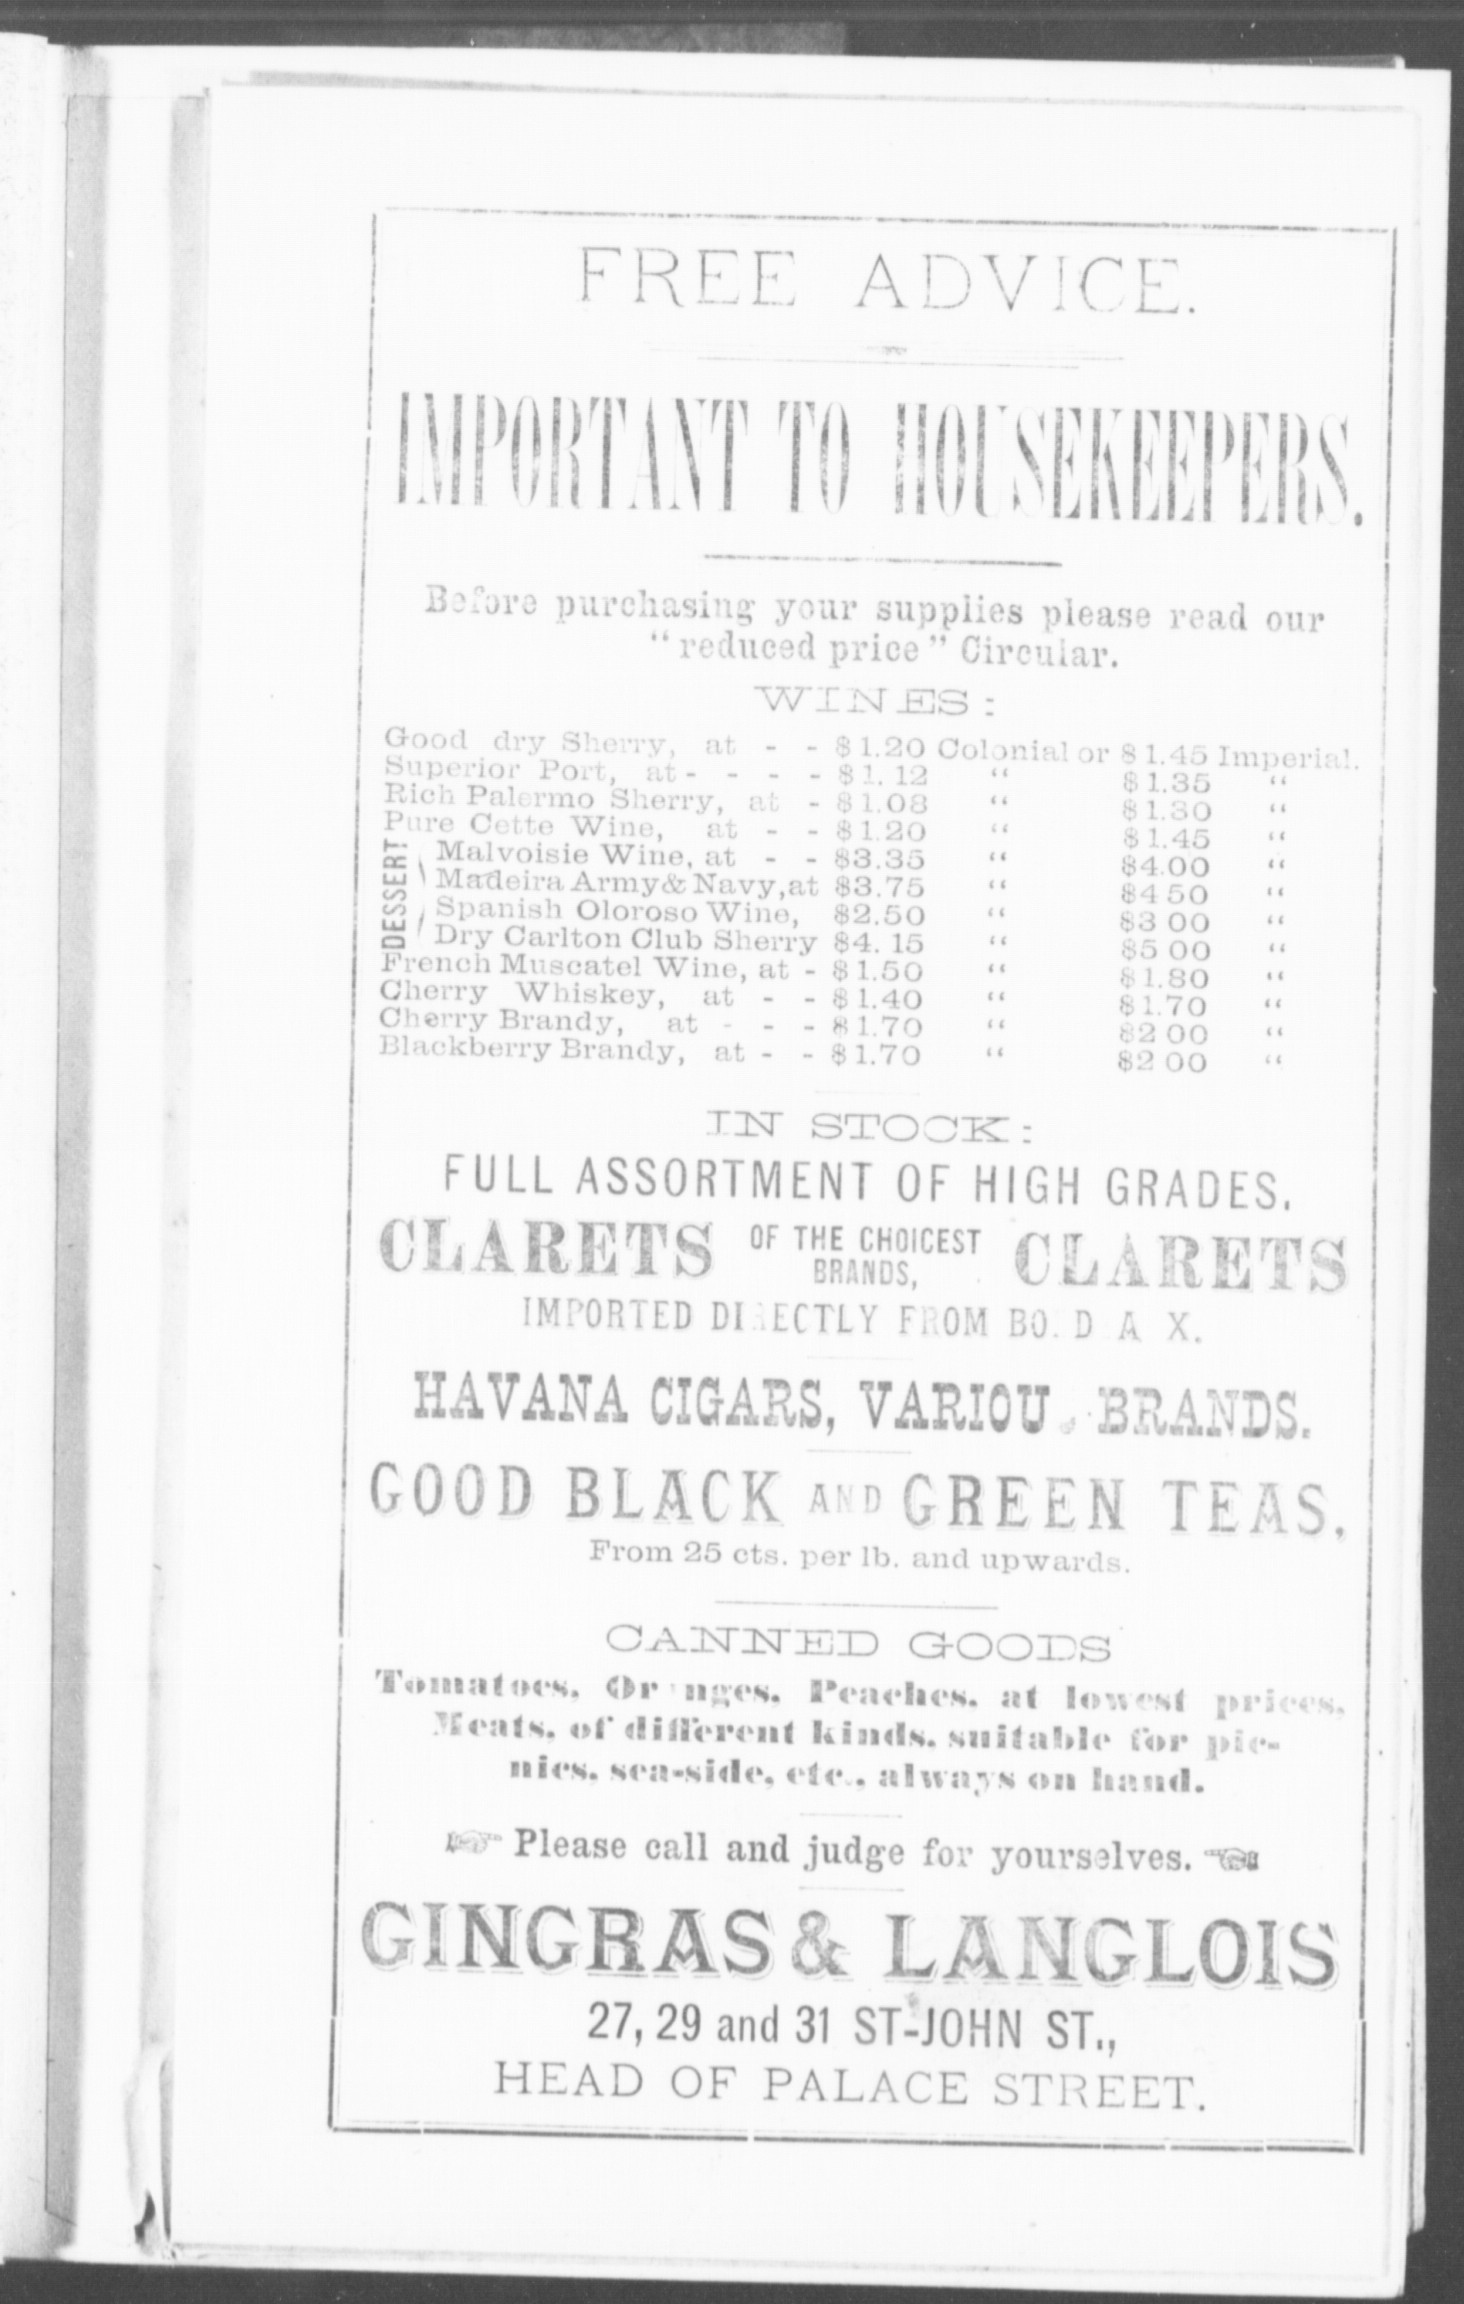 FREE ADVICE.
IMPORTANT TO HOUSEKEEPERS.
Before purchasing your supplies please read our
"reduced price" Circular.
WINES:
Good dry Sherry, at - - $1.20 Colonial or $1.45 Imperial.
Superior Port, at - - - - $1.12 " $1.35 "
Rich Palermo Sherry, at - $1.08 " $1.30 "
Pure Cette Wine, at - - $1.20 " $1.45 "
DESSERT
Malvoisie Wine, at - - $3.35 " $4.00 "
Madeira Army & Navy, at $3.75 " $4 50 "
Spanish Oloroso Wine, $2.50 " $3 00 "
Dry Carlton Club Sherry $4.15 " $5 00 "
French Muscatel Wine, at - $1.50 " $1.80 "
Cherry Whiskey, at - - $1.40 " $1.70 "
Cherry Brandy, at - - - $1.70 " $2 00 "
Blackberry Brandy, at - - $1.70 " $2 00 "
IN STOCK:
FULL ASSORTMENT OF HIGH GRADES.
CLARETS OF THE CHOICEST BRANDS, CLARETS
IMPORTED DIRECTLY FROM
HAVANA CIGARS, VARIOU BRANDS.
GOOD BLACK AND GREEN TEAS,
From 25 cts. per lb. and upwards.
CANNED GOODS
Tomatoes, Oranges, Peaches, at lowest prices,
Meats, of different kinds, suitable for pic-
nics, sea-side, etc., always on hand.
☞ Please call and judge for yourselves. ☜
GINGRAS & LANGLOIS
27, 29 and 31 ST-JOHN ST.,
HEAD OF PALACE STREET.